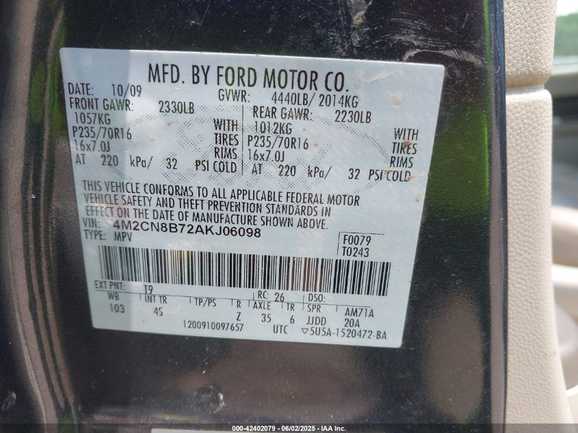 MFD. BY FORD MOTOR CO.
DATE: 10/09 GVWR: 4440LB/ 2014KG
FRONT GAWR: 2330LB REAR GAWR: 2230LB
1057KG WITH 1012KG WITH
P235/70R16 TIRES P235/70R16 TIRES
16x7.0J RIMS 16x7.0J RIMS
AT 220 kPa/ 32 PSI COLD AT 220 kPa/ 32 PSI COLD
THIS VEHICLE CONFORMS TO ALL APPLICABLE FEDERAL MOTOR
VEHICLE SAFETY AND THEFT PREVENTION STANDARDS IN
EFFECT ON THE DATE OF MANUFACTURE SHOWN ABOVE.
VIN: 4M2CN8B72AKJ06098 F0079
TYPE: MPV T0243
EXT PNT: T9 RC: 26 DSO:
WB INT TR TP/PS R AXLE TR SPR AM71A
103 4S Z 35 6 JJDD 20A
1200910097657 UTC 5U5A-1520472-BA
000-42402079 - 06/02/2025 - IAAI.COM